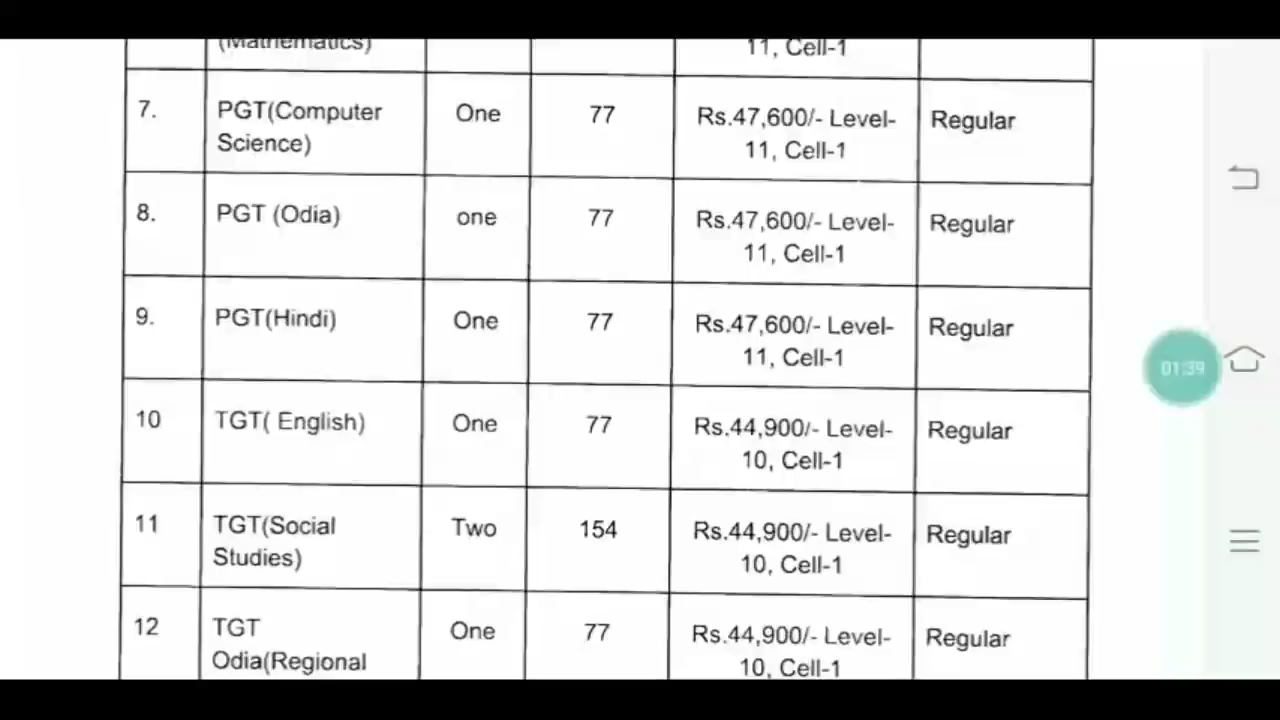 (Mathematics)
11, Cell-1
7.
PGT(Computer
Science)
One
77
Rs.47,600/- Level-
11, Cell-1
Regular
8.
PGT (Odia)
one
77
Rs.47,600/- Level-
11, Cell-1
Regular
9.
PGT(Hindi)
One
77
Rs.47,600/- Level-
11, Cell-1
Regular
10
TGT( English)
One
77
Rs.44,900/- Level-
10, Cell-1
Regular
11
TGT(Social
Studies)
Two
154
Rs.44,900/- Level-
10, Cell-1
Regular
12
TGT
Odia(Regional
One
77
Rs.44,900/- Level-
10, Cell-1
Regular
01:39